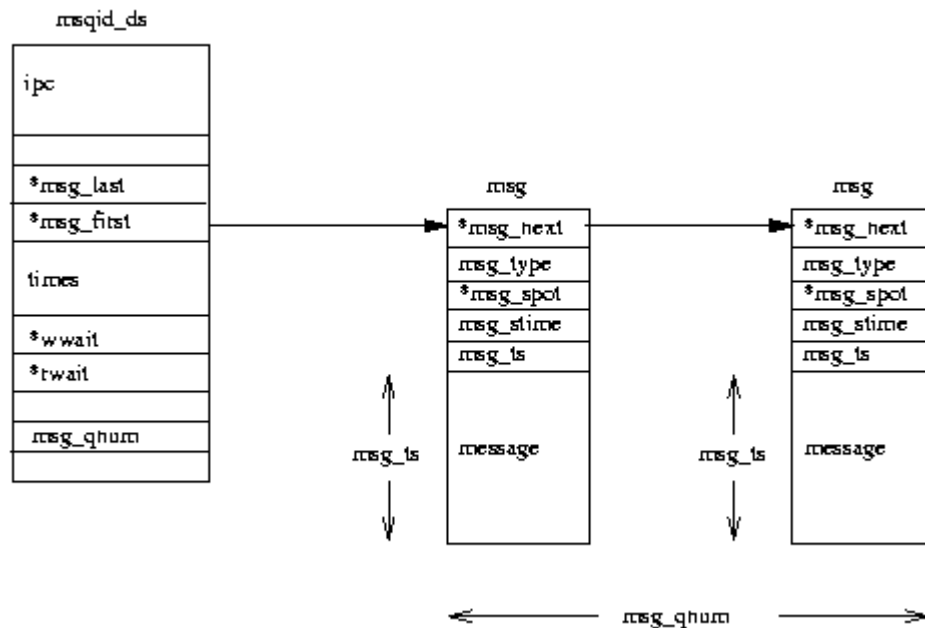 msqid_ds
ipc
*msg_last
*msg_first
times
*wwait
*rwait
msg_qnum
msg
*msg_next
msg_type
*msg_spot
msg_stime
msg_ts
message
msg_ts
msg
*msg_next
msg_type
*msg_spot
msg_stime
msg_ts
message
msg_ts
msg_qnum